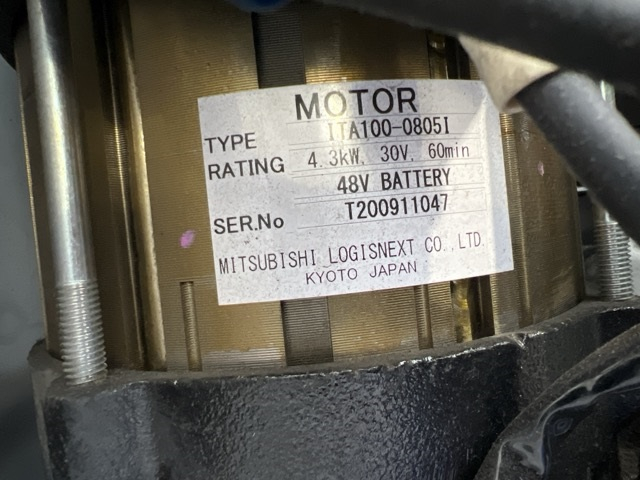 MOTOR
TYPE ITA100-0805I
RATING 4.3kW, 30V, 60min
48V BATTERY
SER.No T200911047
MITSUBISHI LOGISNEXT CO.,LTD.
KYOTO JAPAN